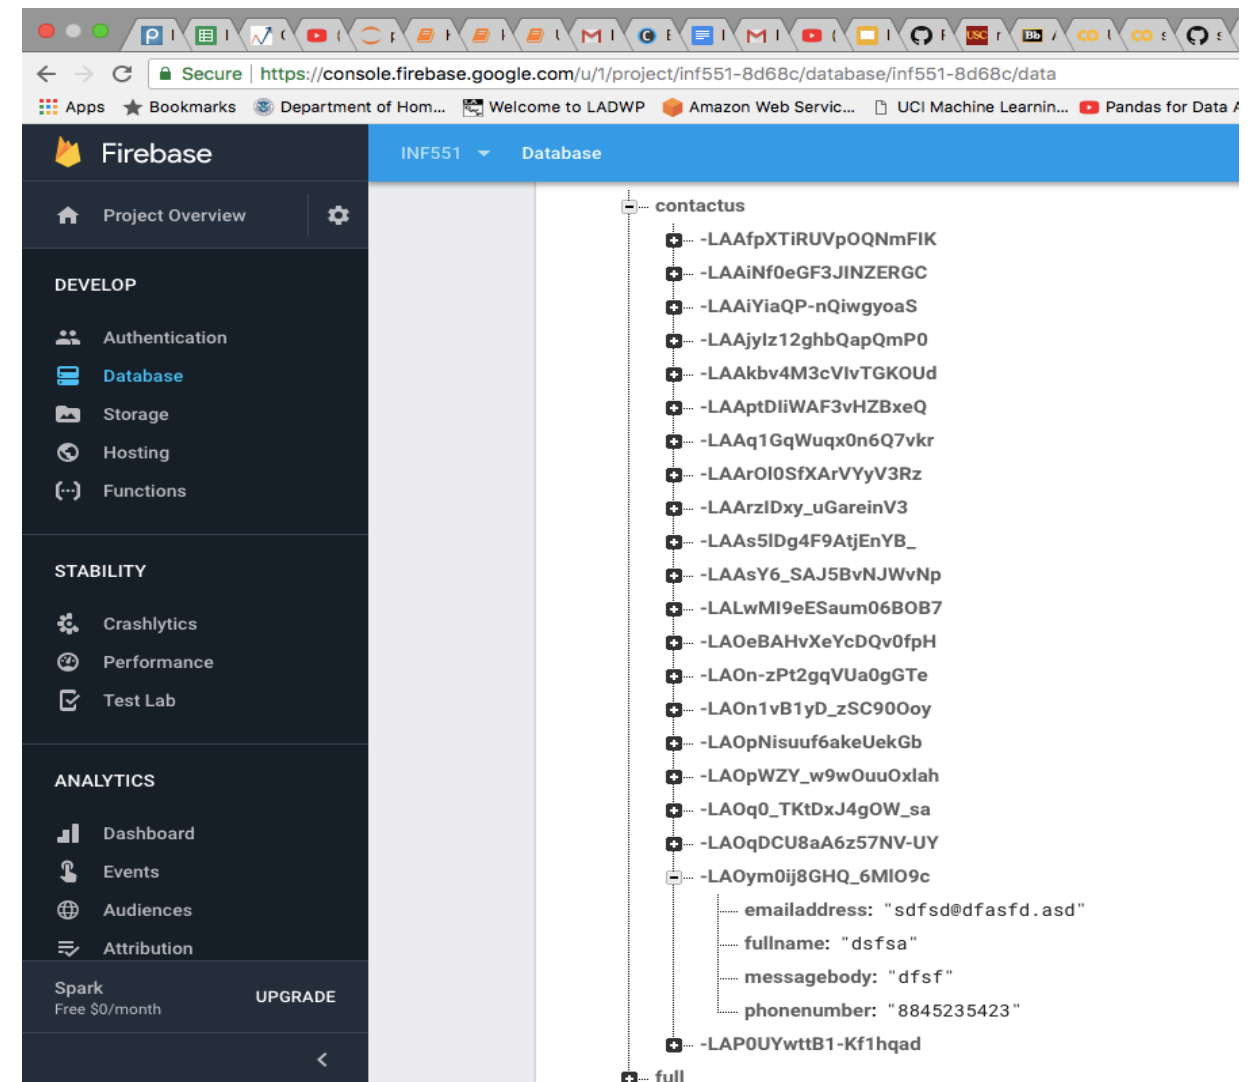 Secure https://console.firebase.google.com/u/1/project/inf551-8d68c/database/inf551-8d68c/data
Apps Bookmarks Department of Hom... Welcome to LADWP Amazon Web Servic... UCI Machine Learnin... Pandas for Data A
Firebase
INF551 Database
Project Overview
DEVELOP
Authentication
Database
Storage
Hosting
Functions
STABILITY
Crashlytics
Performance
Test Lab
ANALYTICS
Dashboard
Events
Audiences
Attribution
Spark
Free $0/month
UPGRADE
contactus
-LAAfpXTiRUVpOQNmFIK
-LAAiNf0eGF3JINZERGC
-LAAiYiaQP-nQiwgyoaS
-LAAjyIz12ghbQapQmP0
-LAAkbv4M3cVIvTGKOUd
-LAAptDIiWAF3vHZBxeQ
-LAAq1GqWuqx0n6Q7vkr
-LAArOl0SfXArVYyV3Rz
-LAArzIDxy_uGareinV3
-LAAs5lDg4F9AtjEnYB_
-LAAsY6_SAJ5BvNJWvNp
-LALwMI9eESaum06BOB7
-LAOeBAHvXeYcDQv0fpH
-LAOn-zPt2gqVUa0gGTe
-LAOn1vB1yD_zSC90Ooy
-LAOpNisuuf6akeUekGb
-LAOpWZY_w9wOuuOxlah
-LAOq0_TKtDxJ4gOW_sa
-LAOqDCU8aA6z57NV-UY
-LAOym0ij8GHQ_6MlO9c
emailaddress: "sdfsd@dfasfd.asd"
fullname: "dsfsa"
messagebody: "dfsf"
phonenumber: "8845235423"
-LAP0UYwttB1-Kf1hqad
full